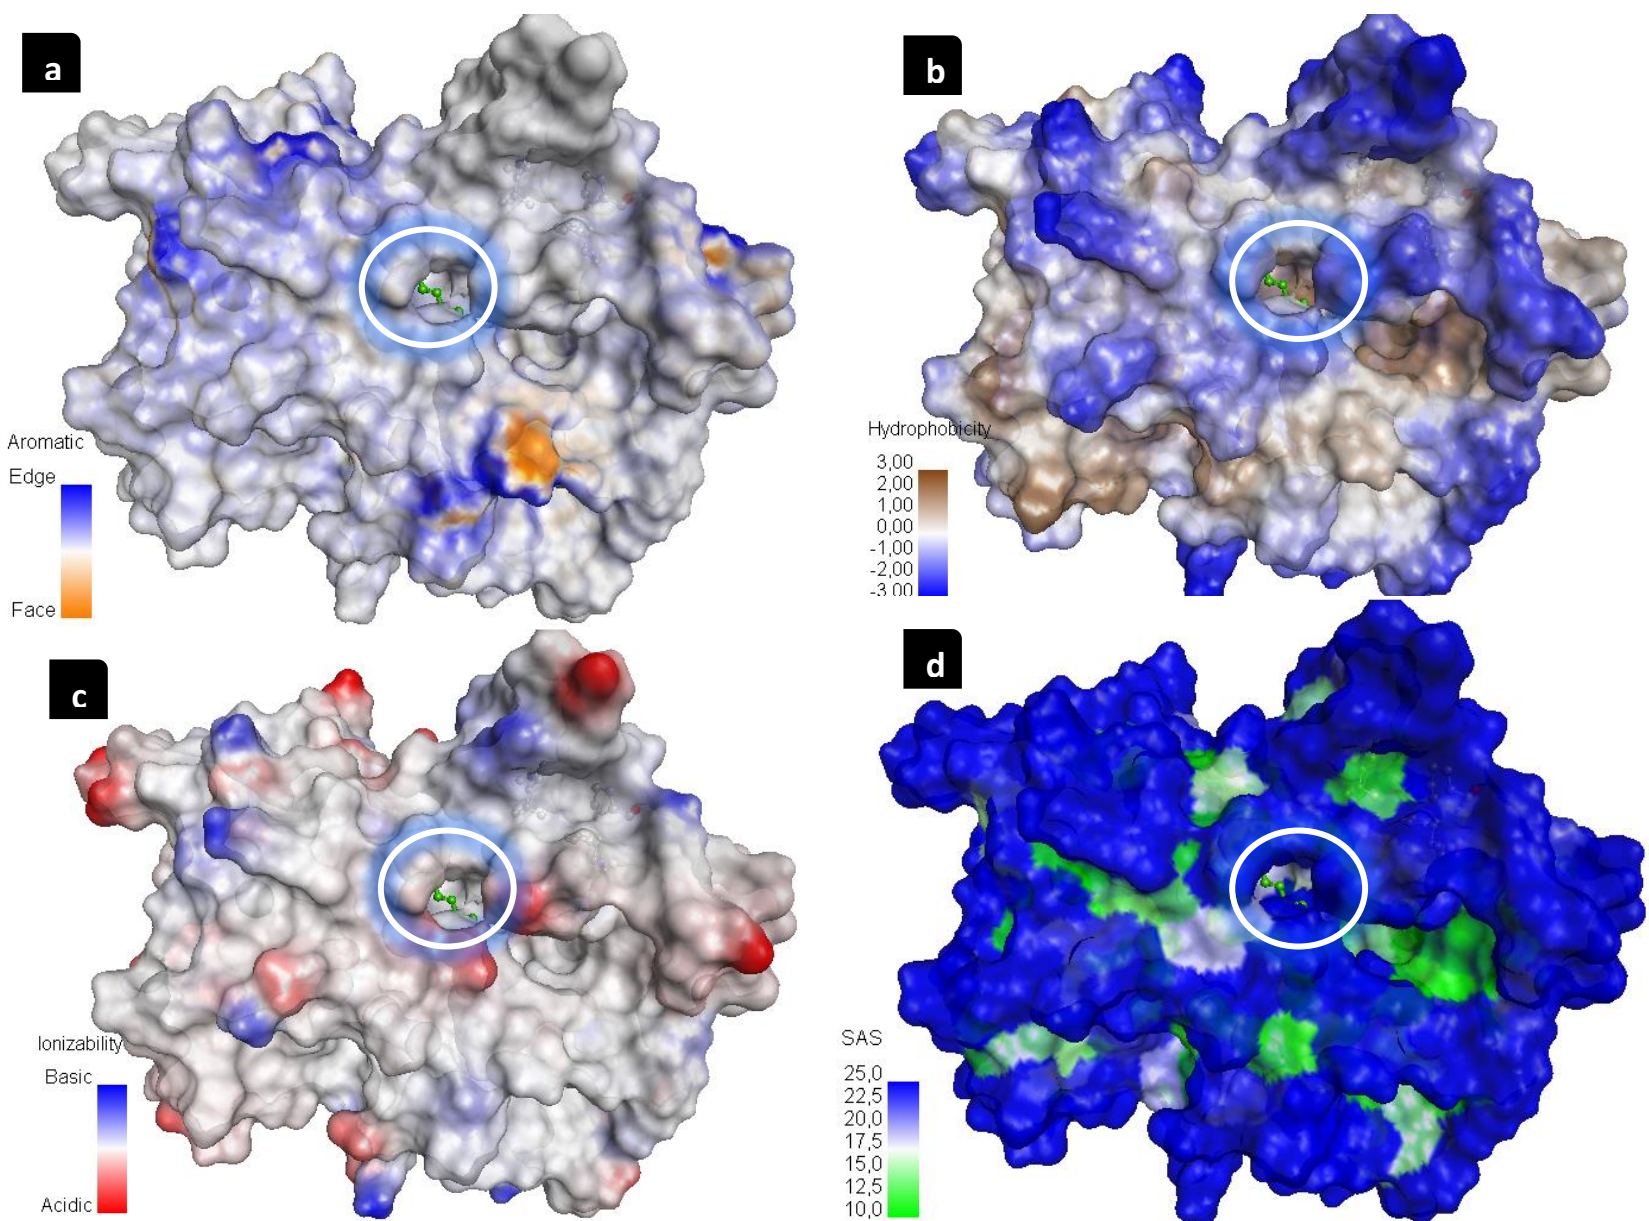 a
Aromatic
Edge
Face
b
Hydrophobicity
3,00
2,00
1,00
0,00
-1,00
-2,00
-3,00
c
Ionizability
Basic
Acidic
d
SAS
25,0
22,5
20,0
17,5
15,0
12,5
10,0